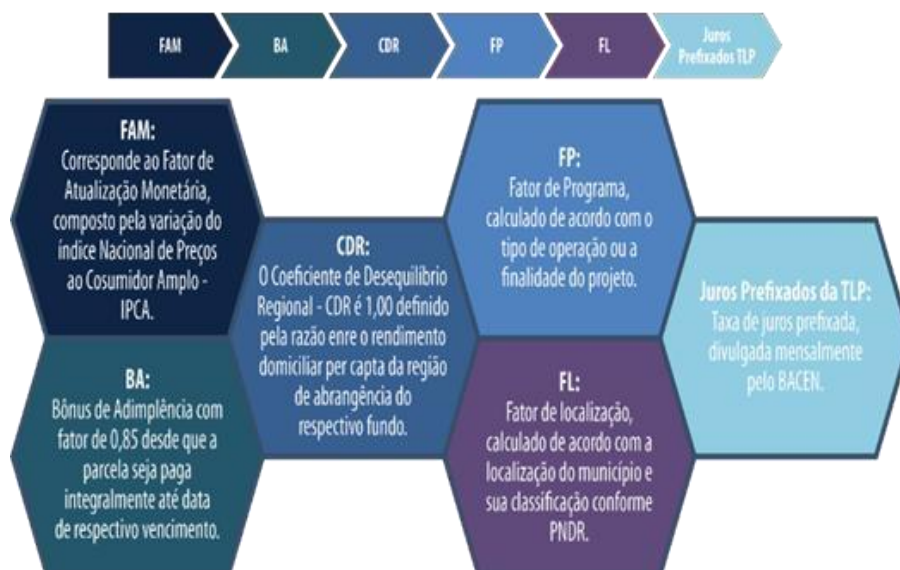 FAM
BA
CDR
FP
FL
Juros
Prefixados TLP
FAM:
Corresponde ao Fator de
Atualização Monetária,
composto pela variação do
índice Nacional de Preços
ao Cosumidor Amplo -
IPCA.
BA:
Bônus de Adimplência com
fator de 0,85 desde que a
parcela seja paga
integralmente até data
de respectivo vencimento.
CDR:
O Coeficiente de Desequilíbrio
Regional - CDR é 1,00 definido
pela razão enre o rendimento
domiciliar per capta da região
de abrangência do
respectivo fundo.
FP:
Fator de Programa,
calculado de acordo com o
tipo de operação ou a
finalidade do projeto.
FL:
Fator de localização,
calculado de acordo com a
localização do município e
sua classificação conforme
PNDR.
Juros Prefixados da TLP:
Taxa de juros prefixada,
divulgada mensalmente
pelo BACEN.